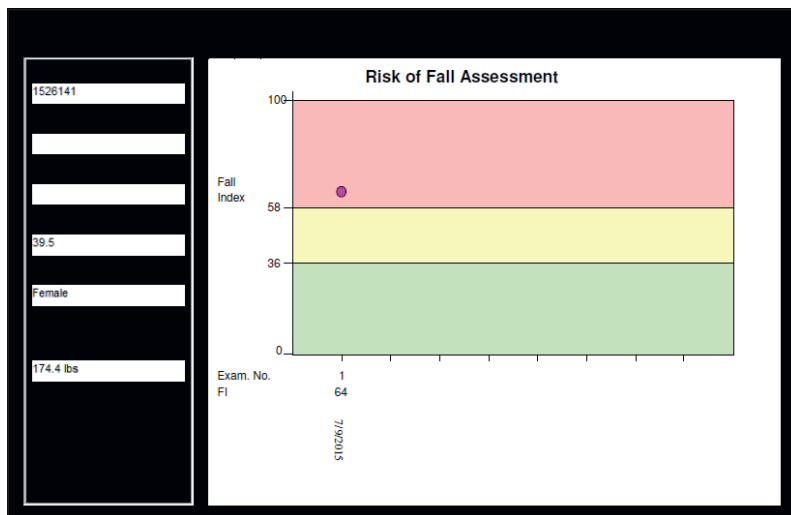 1526141
39.5
Female
174.4 lbs
Risk of Fall Assessment
100
Fall
Index
58
36
0
Exam. No. 1
FI 64
7/9/2015